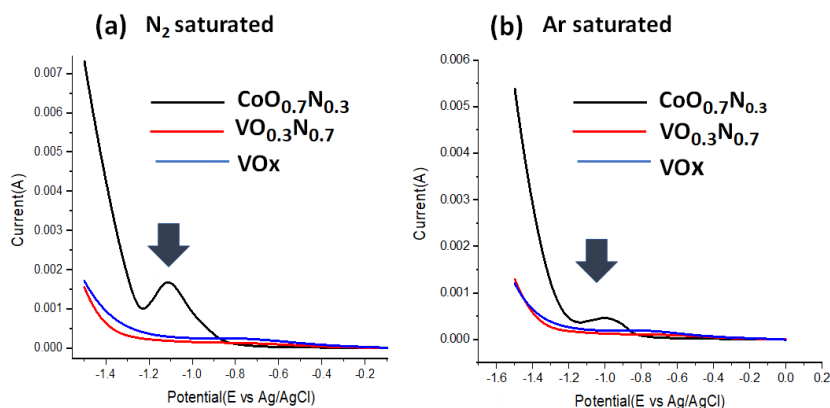 (a) N₂ saturated
CoO₀.₇N₀.₃
VO₀.₃N₀.₇
VOx
Current(A)
0.007
0.006
0.005
0.004
0.003
0.002
0.001
0.000
-1.4 -1.2 -1.0 -0.8 -0.6 -0.4 -0.2
Potential(E vs Ag/AgCl)
(b) Ar saturated
CoO₀.₇N₀.₃
VO₀.₃N₀.₇
VOx
Current(A)
0.006
0.005
0.004
0.003
0.002
0.001
0.000
-1.6 -1.4 -1.2 -1.0 -0.8 -0.6 -0.4 -0.2 0.0 0.2
Potential(E vs Ag/AgCl)